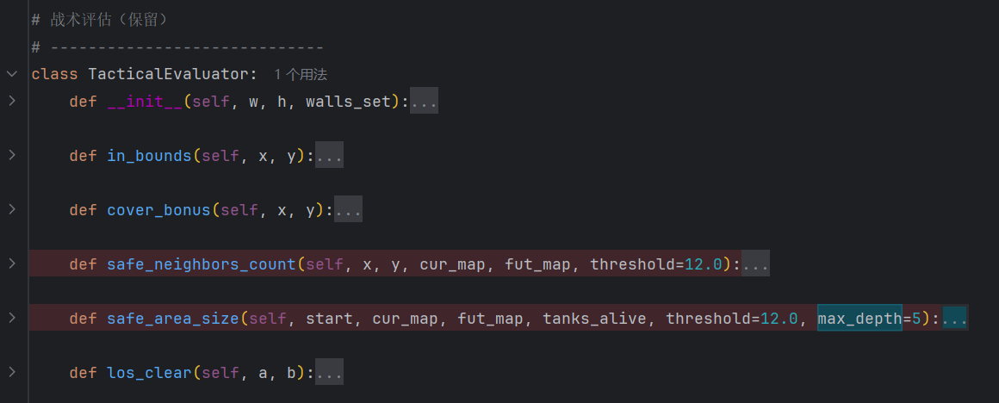 # 战术评估（保留）
# -----------------------------
class TacticalEvaluator: 1个用法
def __init__(self, w, h, walls_set):...
def in_bounds(self, x, y):...
def cover_bonus(self, x, y):...
def safe_neighbors_count(self, x, y, cur_map, fut_map, threshold=12.0):...
def safe_area_size(self, start, cur_map, fut_map, tanks_alive, threshold=12.0, max_depth=5):...
def los_clear(self, a, b):...